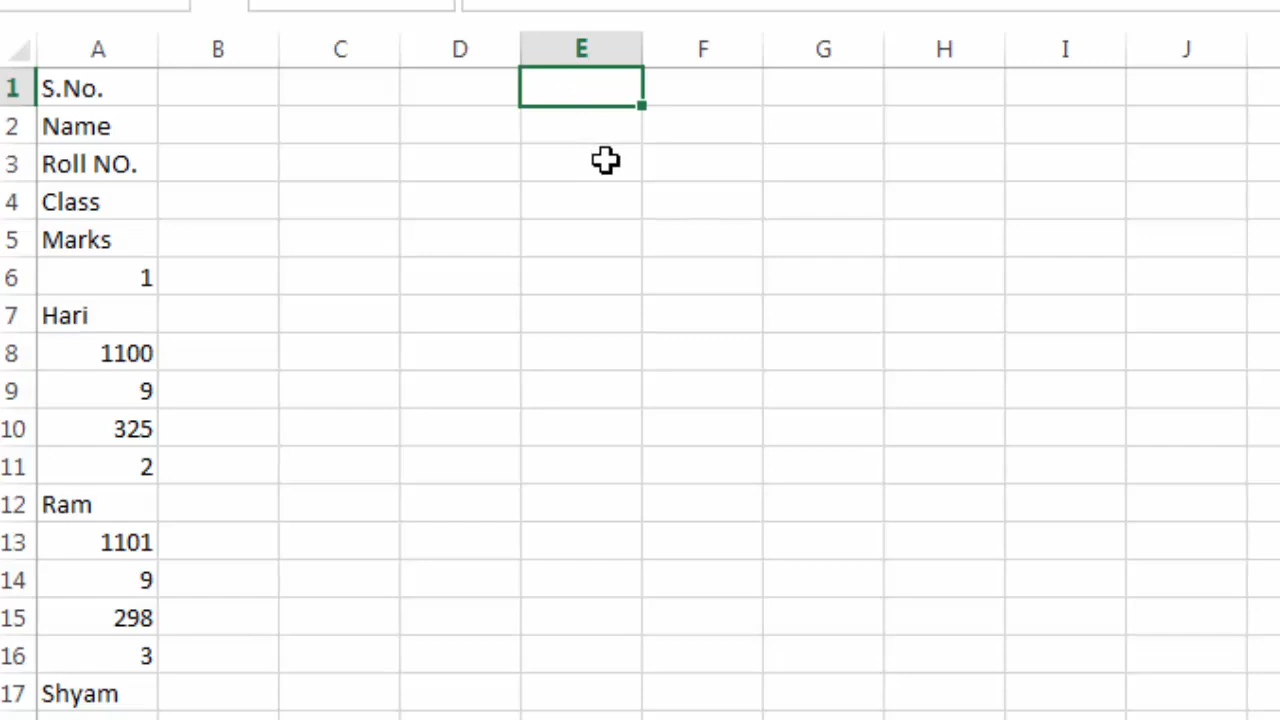 A B C D E F G H I J
1 S.No.
2 Name
3 Roll NO.
4 Class
5 Marks
6 1
7 Hari
8 1100
9 9
10 325
11 2
12 Ram
13 1101
14 9
15 298
16 3
17 Shyam